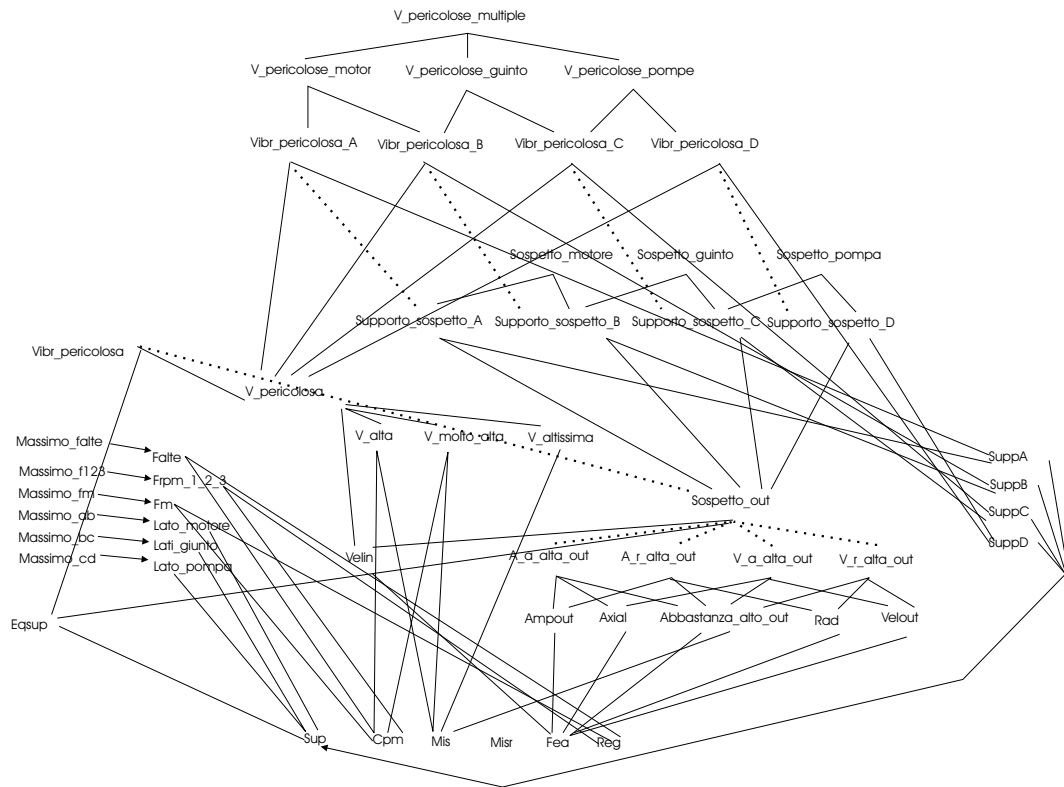 V_pericolose_multiple
V_pericolose_motor V_pericolose_guinto V_pericolose_pompe
Vibr_pericolosa_A Vibr_pericolosa_B Vibr_pericolosa_C Vibr_pericolosa_D
Sospetto_motore Sospetto_guinto Sospetto_pompa
Supporto_sospetto_A Supporto_sospetto_B Supporto_sospetto_C Supporto_sospetto_D
Vibr_pericolosa
V_pericolosa
V_alta V_molto_alta V_altissima
Massimo_falte
Falte
SuppA
Massimo_f123
Frpm_1_2_3
SuppB
Massimo_fm
Fm
Sospetto_out
Massimo_ab
Lato_motore
SuppC
Massimo_bc
Lati_giunto
SuppD
Massimo_cd
Lato_pompa
Velin
A_a_alta_out A_r_alta_out V_a_alta_out V_r_alta_out
Eqsup
Ampout Axial Abbastanza_alto_out Rad Velout
Sup Cpm Mis Misr Fea Reg